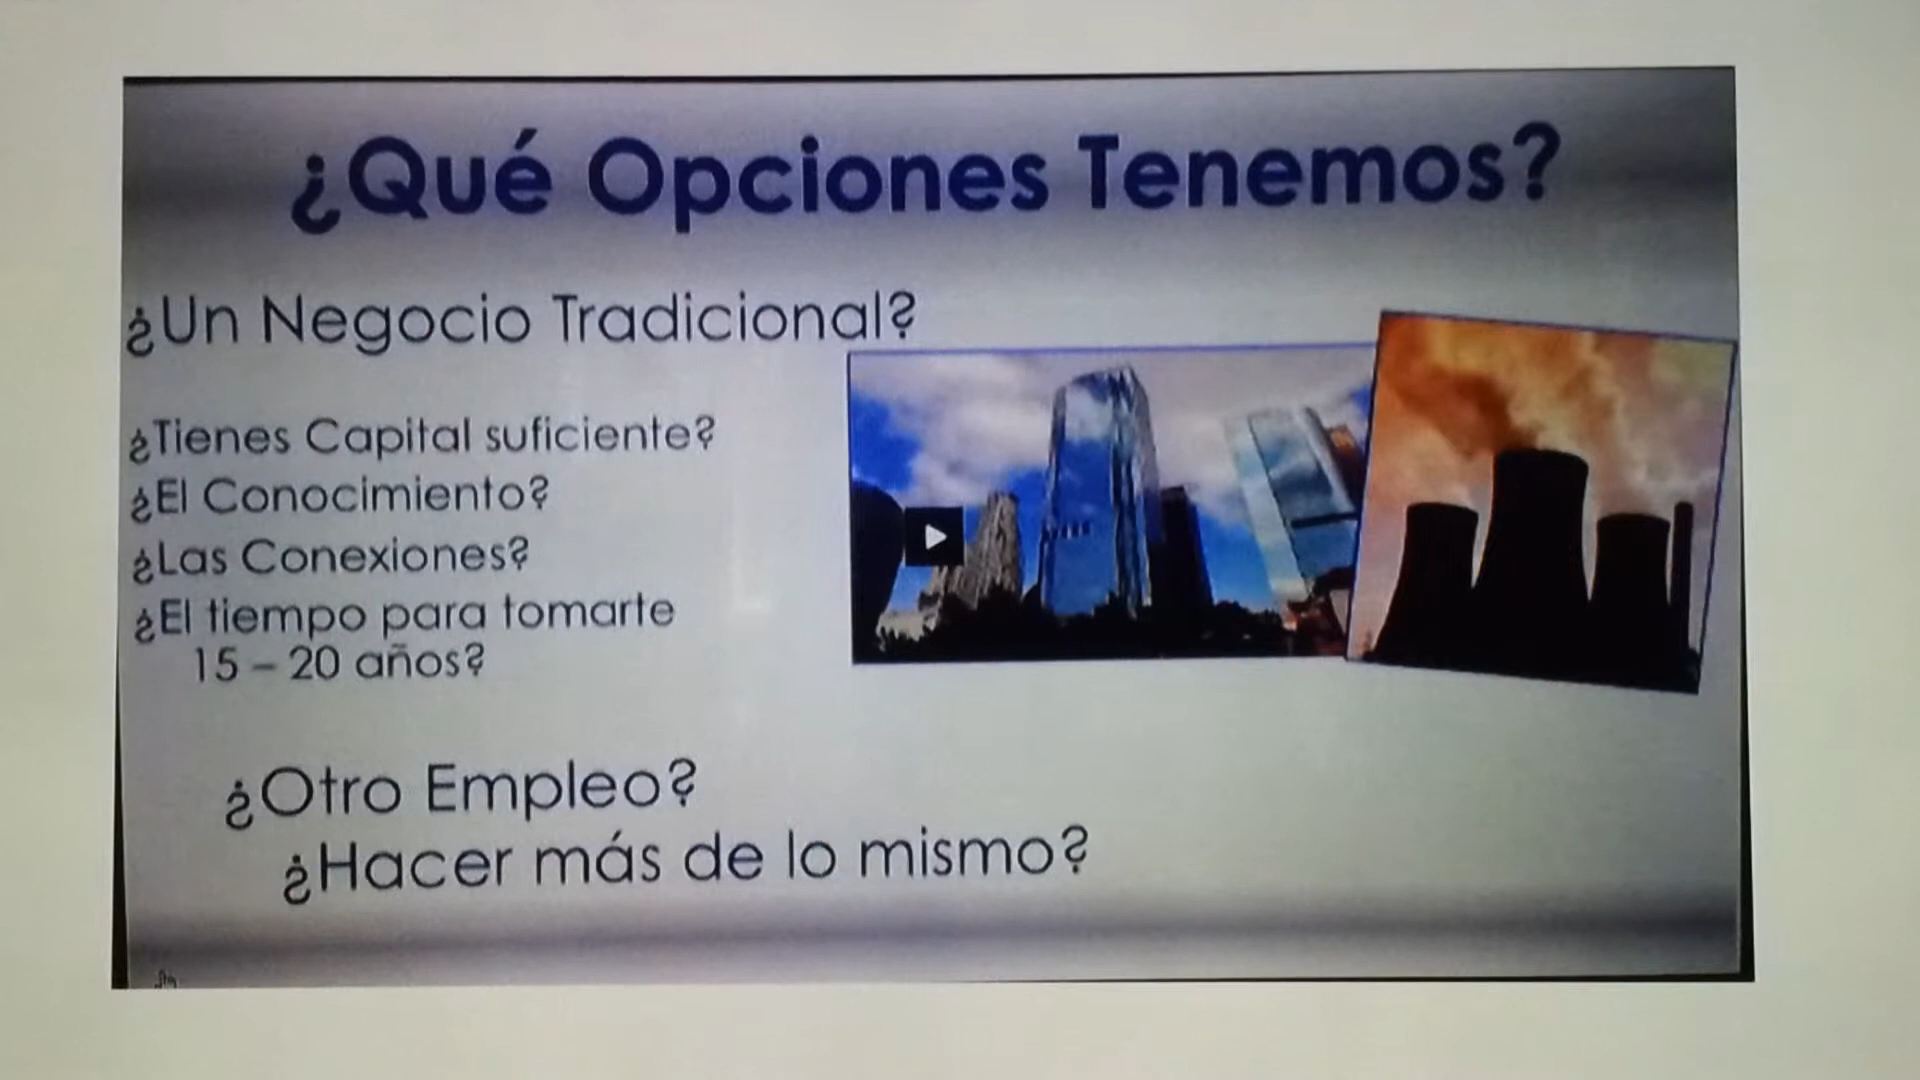 ¿Qué Opciones Tenemos?
¿Un Negocio Tradicional?
¿Tienes Capital suficiente?
¿El Conocimiento?
¿Las Conexiones?
¿El tiempo para tomarte
15 – 20 años?
¿Otro Empleo?
¿Hacer más de lo mismo?